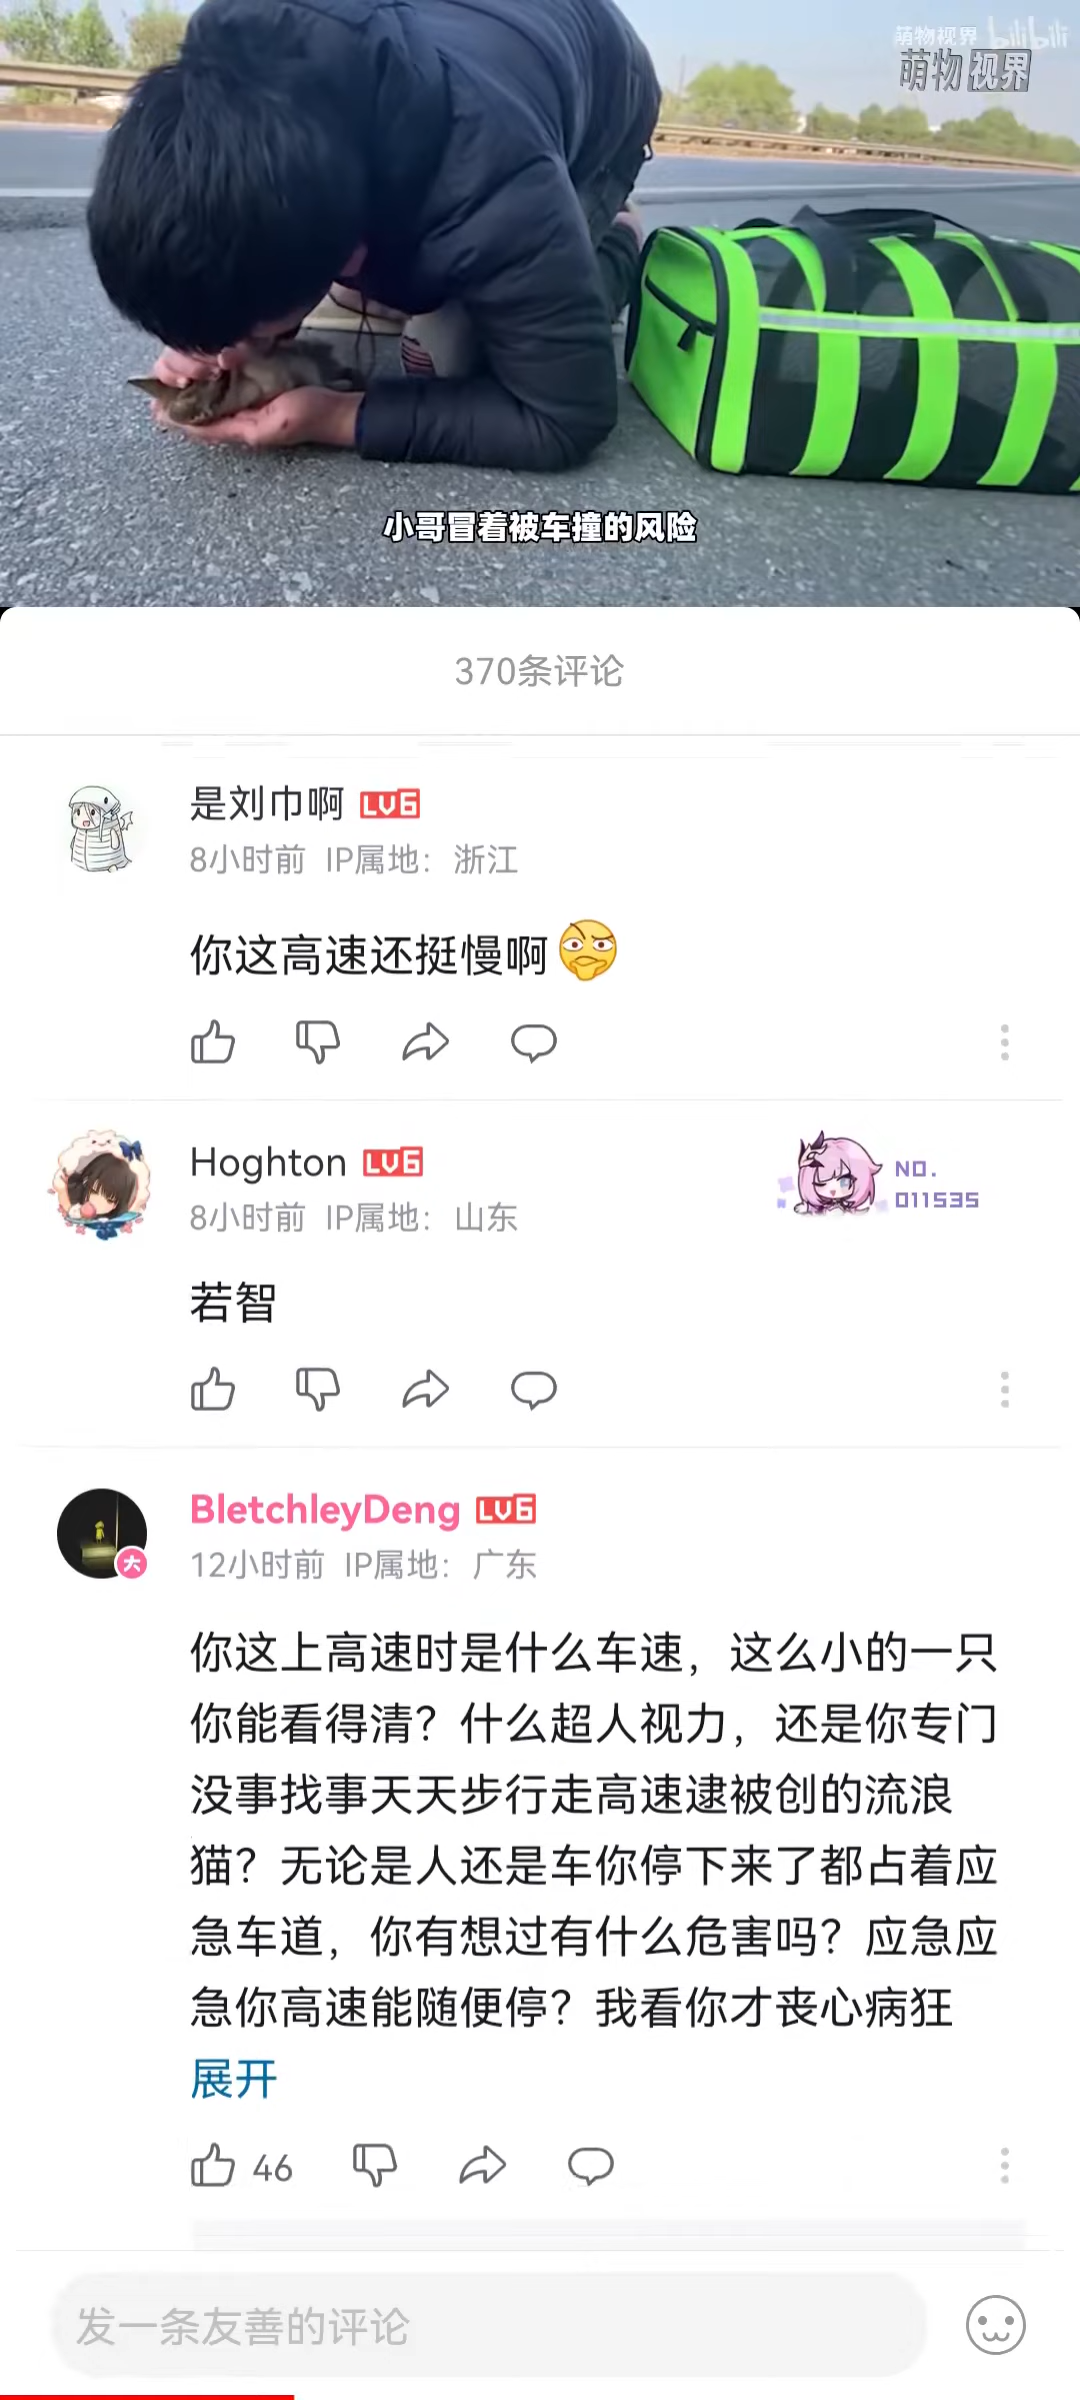 萌物视界 bilibili
萌物视界
小哥冒着被车撞的风险
370条评论
是刘巾啊 LV6
8小时前 IP属地：浙江
你这高速还挺慢啊
Hoghton LV6
NO.
011535
8小时前 IP属地：山东
若智
BletchleyDeng LV6
大
12小时前 IP属地：广东
你这上高速时是什么车速，这么小的一只
你能看得清？什么超人视力，还是你专门
没事找事天天步行走高速逮被创的流浪
猫？无论是人还是车你停下来了都占着应
急车道，你有想过有什么危害吗？应急应
急你高速能随便停？我看你才丧心病狂
展开
46
发一条友善的评论